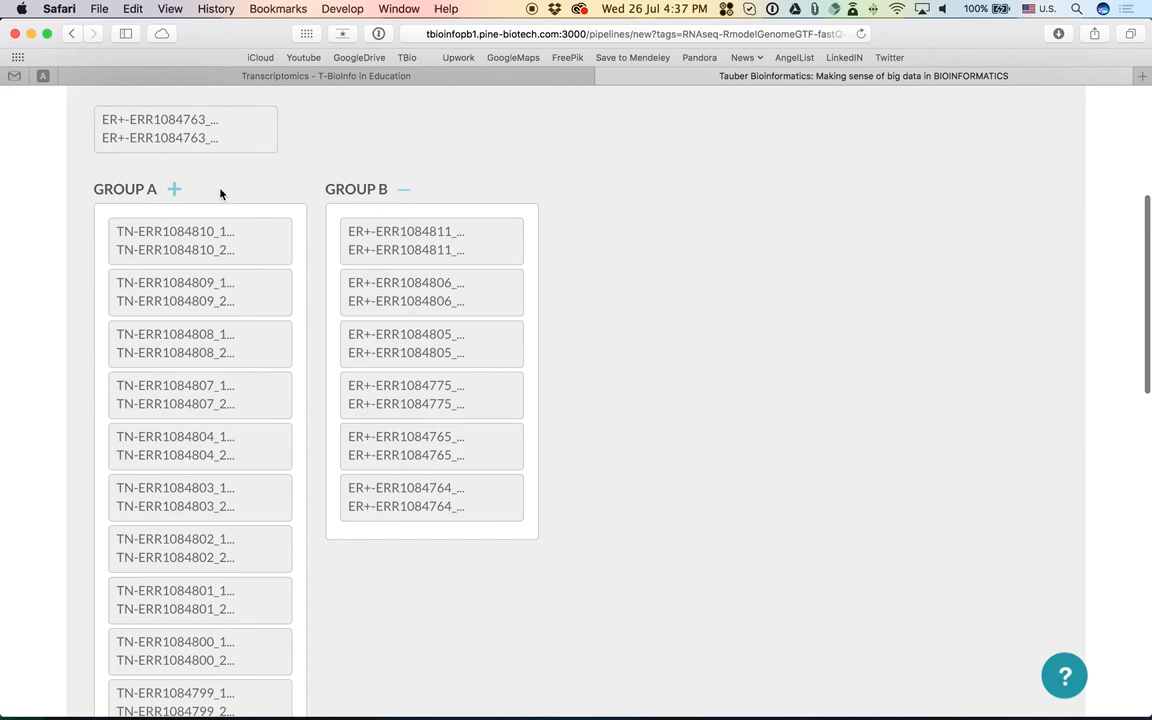 Safari File Edit View History Bookmarks Develop Window Help 100% U.S. Wed 26 Jul 4:37 PM
tbioinfopb1.pine-biotech.com:3000/pipelines/new?tags=RNAseq-RmodelGenomeGTF-fastQ-
iCloud Youtube GoogleDrive TBio Upwork GoogleMaps FreePik Save to Mendeley Pandora News AngelList LinkedIN Twitter
A Transcriptomics - T-BioInfo in Education Tauber Bioinformatics: Making sense of big data in BIOINFORMATICS
ER+-ERR1084763_...
ER+-ERR1084763_...
GROUP A +
TN-ERR1084810_1...
TN-ERR1084810_2...
TN-ERR1084809_1...
TN-ERR1084809_2...
TN-ERR1084808_1...
TN-ERR1084808_2...
TN-ERR1084807_1...
TN-ERR1084807_2...
TN-ERR1084804_1...
TN-ERR1084804_2...
TN-ERR1084803_1...
TN-ERR1084803_2...
TN-ERR1084802_1...
TN-ERR1084802_2...
TN-ERR1084801_1...
TN-ERR1084801_2...
TN-ERR1084800_1...
TN-ERR1084800_2...
TN-ERR1084799_1...
TN-ERR1084799_2...
GROUP B −
ER+-ERR1084811_...
ER+-ERR1084811_...
ER+-ERR1084806_...
ER+-ERR1084806_...
ER+-ERR1084805_...
ER+-ERR1084805_...
ER+-ERR1084775_...
ER+-ERR1084775_...
ER+-ERR1084765_...
ER+-ERR1084765_...
ER+-ERR1084764_...
ER+-ERR1084764_...
?